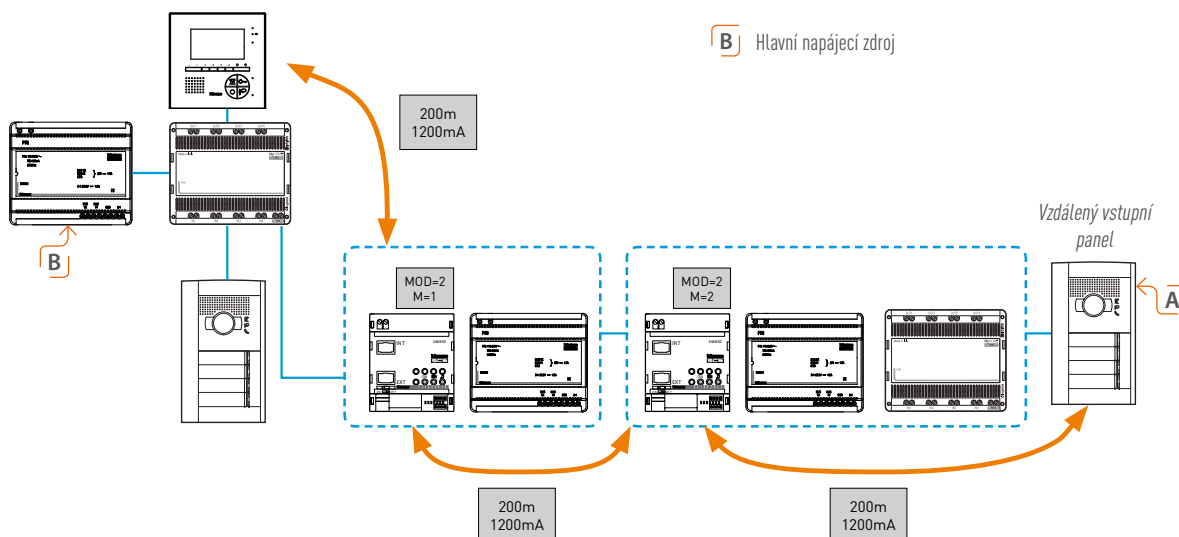 B Hlavní napájecí zdroj
200m
1200mA
B
Vzdálený vstupní
panel
A
MOD=2
M=1
MOD=2
M=2
INT
EXT
INT
EXT
200m
1200mA
200m
1200mA